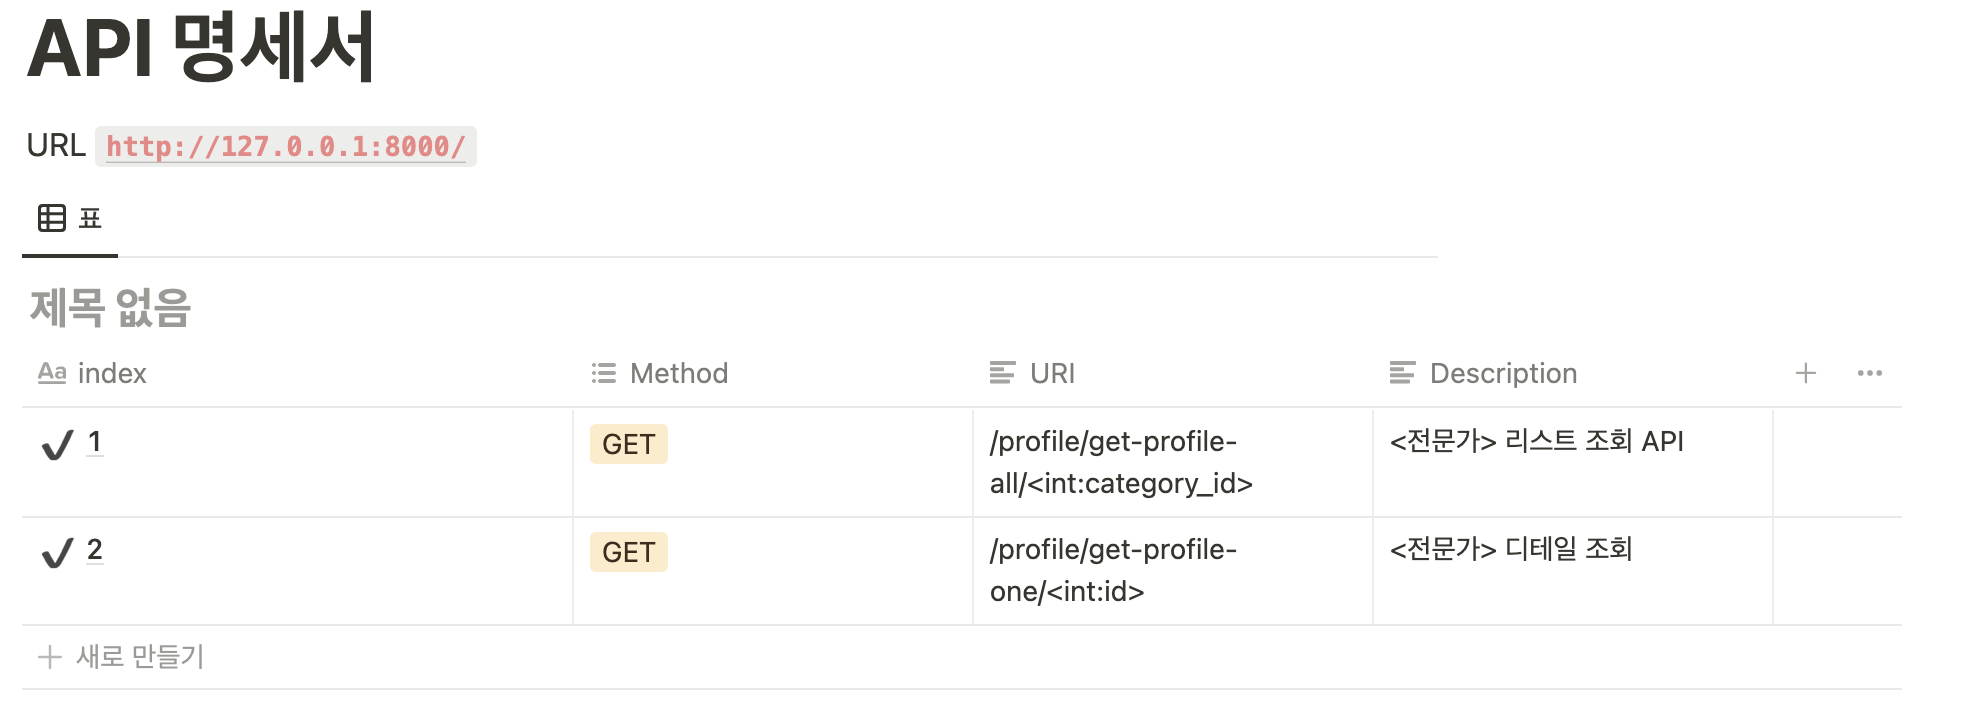 API 명세서
URL http://127.0.0.1:8000/
표
제목 없음
Aa index Method URI Description
1 GET /profile/get-profile-
all/<int:category_id> <전문가> 리스트 조회 API
2 GET /profile/get-profile-
one/<int:id> <전문가> 디테일 조회
+ 새로 만들기